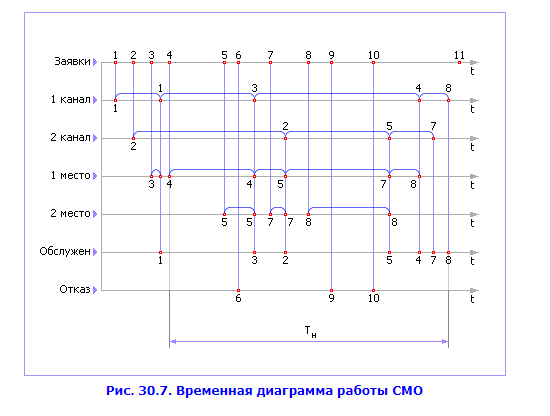 Заявки 1 2 3 4 5 6 7 8 9 10 11 t
1 канал 1 1 3 4 8 t
2 канал 2 2 5 7 t
1 место 3 4 4 5 7 8 t
2 место 5 5 7 7 8 8 t
Обслужен 1 3 2 5 4 7 8 t
Отказ 6 9 10 t
Tн
Рис. 30.7. Временная диаграмма работы СМО